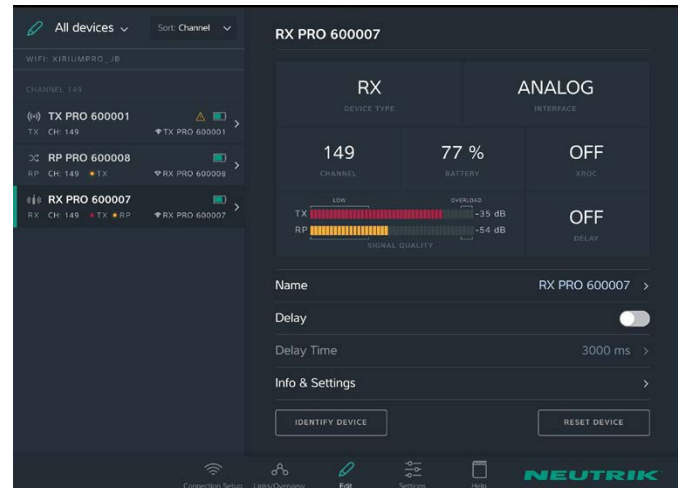 All devices
Sort: Channel
WIFI: XIRIUMPRO_JB
CHANNEL 149
TX PRO 600001
TX CH: 149 TX PRO 600001
RP PRO 600008
RP CH: 149 TX RX PRO 600008
RX PRO 600007
RX CH: 149 TX RP RX PRO 600007
RX PRO 600007
RX
DEVICE TYPE
ANALOG
INTERFACE
149
CHANNEL
77 %
BATTERY
OFF
XROC
LOW OVERLOAD
TX -35 dB
RP -54 dB
SIGNAL QUALITY
OFF
DELAY
Name RX PRO 600007
Delay
Delay Time 3000 ms
Info & Settings
IDENTIFY DEVICE
RESET DEVICE
Connection Setup
Links/Overview
Edit
Settings
Help
NEUTRIK